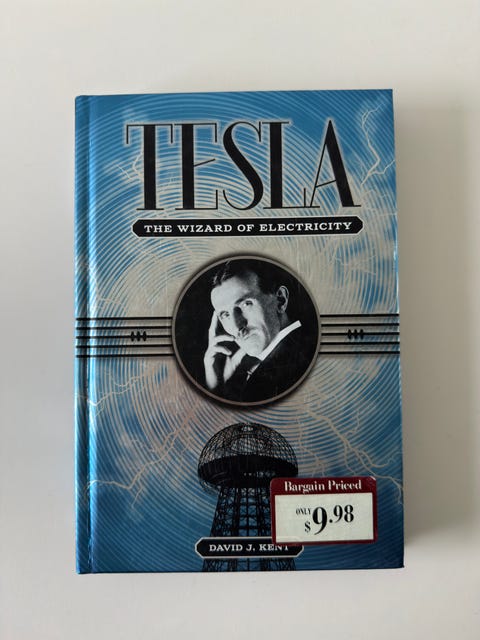 TESLA
THE WIZARD OF ELECTRICITY
Bargain Priced
ONLY
$9.98
DAVID J. KENT